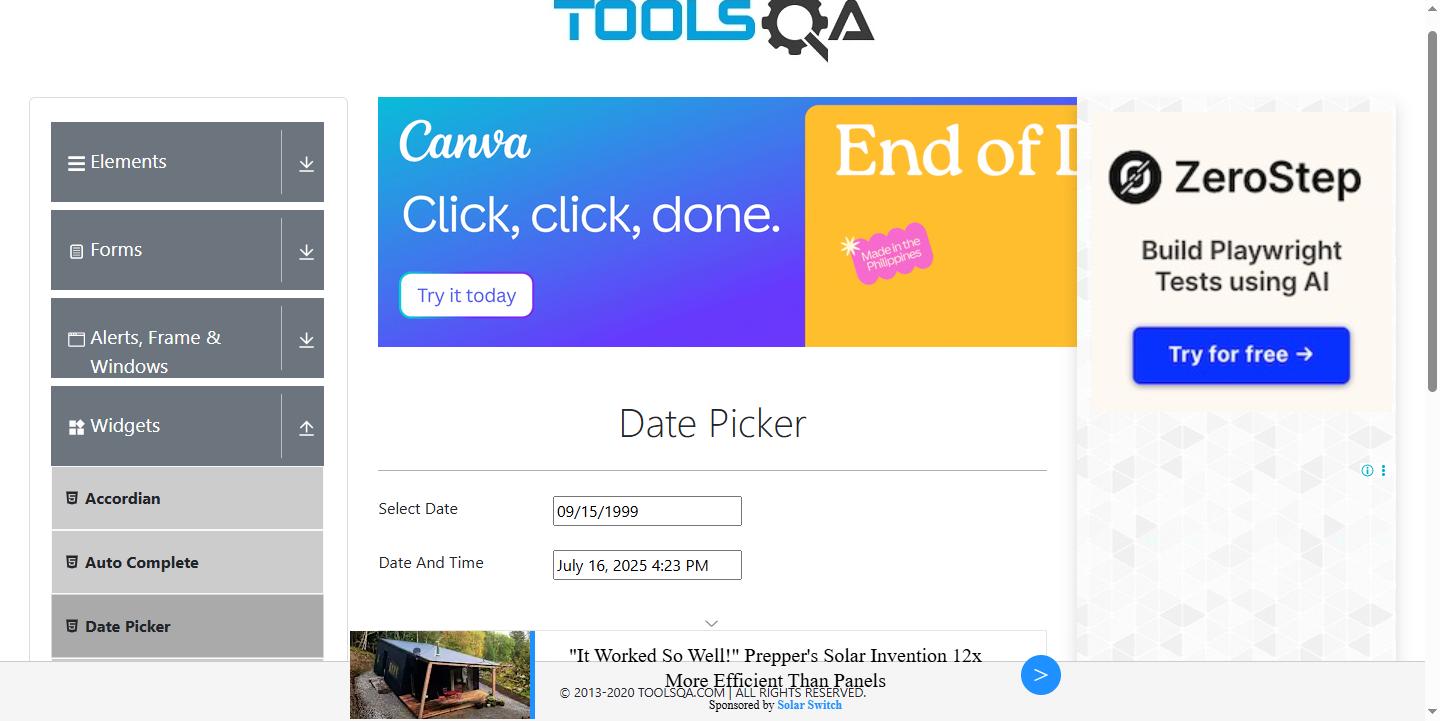 TOOLSQA
Elements
Forms
Alerts, Frame &
Windows
Widgets
Accordian
Auto Complete
Date Picker
Canva
Click, click, done.
Try it today
End of D
Made in the
Philippines
ZeroStep
Build Playwright
Tests using AI
Try for free →
Date Picker
Select Date
09/15/1999
Date And Time
July 16, 2025 4:23 PM
"It Worked So Well!" Prepper's Solar Invention 12x
More Efficient Than Panels
© 2013-2020 TOOLSQA.COM | ALL RIGHTS RESERVED.
Sponsored by Solar Switch
>